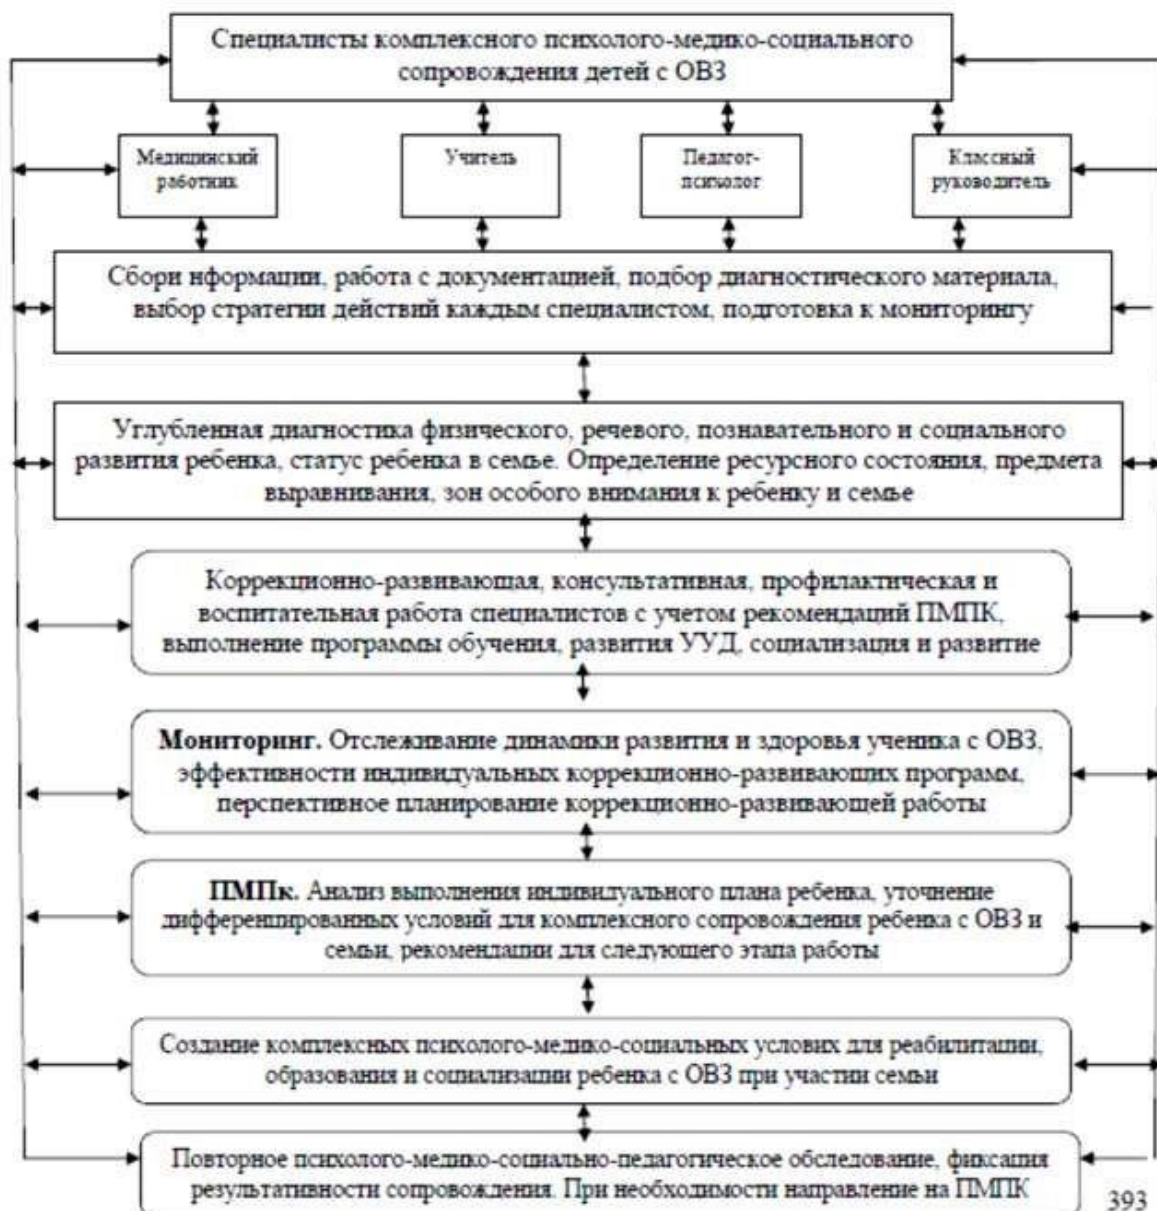 Специалисты комплексного психолого-медико-социального
сопровождения детей с ОВЗ
Медицинский
работник
Учитель
Педагог-
психолог
Классный
руководитель
Сбори нформации, работа с документацией, подбор диагностического материала,
выбор стратегии действий каждым специалистом, подготовка к мониторингу
Углубленная диагностика физического, речевого, познавательного и социального
развития ребенка, статус ребенка в семье. Определение ресурсного состояния, предмета
выравнивания, зон особого внимания к ребенку и семье
Коррекционно-развивающая, консультативная, профилактическая и
воспитательная работа специалистов с учетом рекомендаций ПМПК,
выполнение программы обучения, развития УУД, социализация и развитие
Мониторинг. Отслеживание динамики развития и здоровья ученика с ОВЗ,
эффективности индивидуальных коррекционно-развивающих программ,
перспективное планирование коррекционно-развивающей работы
ПМПк. Анализ выполнения индивидуального плана ребенка, уточнение
дифференцированных условий для комплексного сопровождения ребенка с ОВЗ и
семьи, рекомендации для следующего этапа работы
Создание комплексных психолого-медико-социальных услових для реабилитации,
образования и социализации ребенка с ОВЗ при участии семьи
Повторное психолого-медико-социально-педагогическое обследование, фиксация
результативности сопровождения. При необходимости направление на ПМПК
393